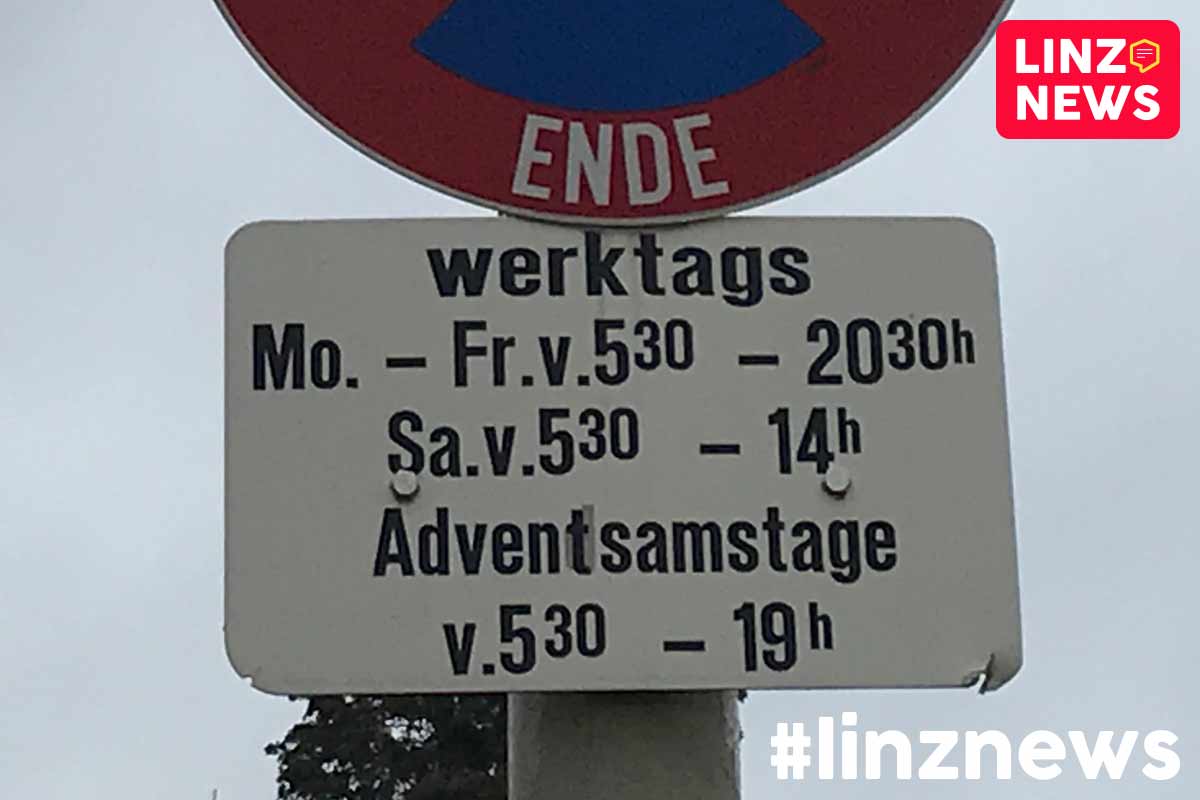 LINZ
NEWS
ENDE
werktags
Mo. – Fr.v.5³⁰ – 20³⁰ʰ
Sa.v.5³⁰ – 14ʰ
Adventsamstage
v.5³⁰ – 19ʰ
#linznews